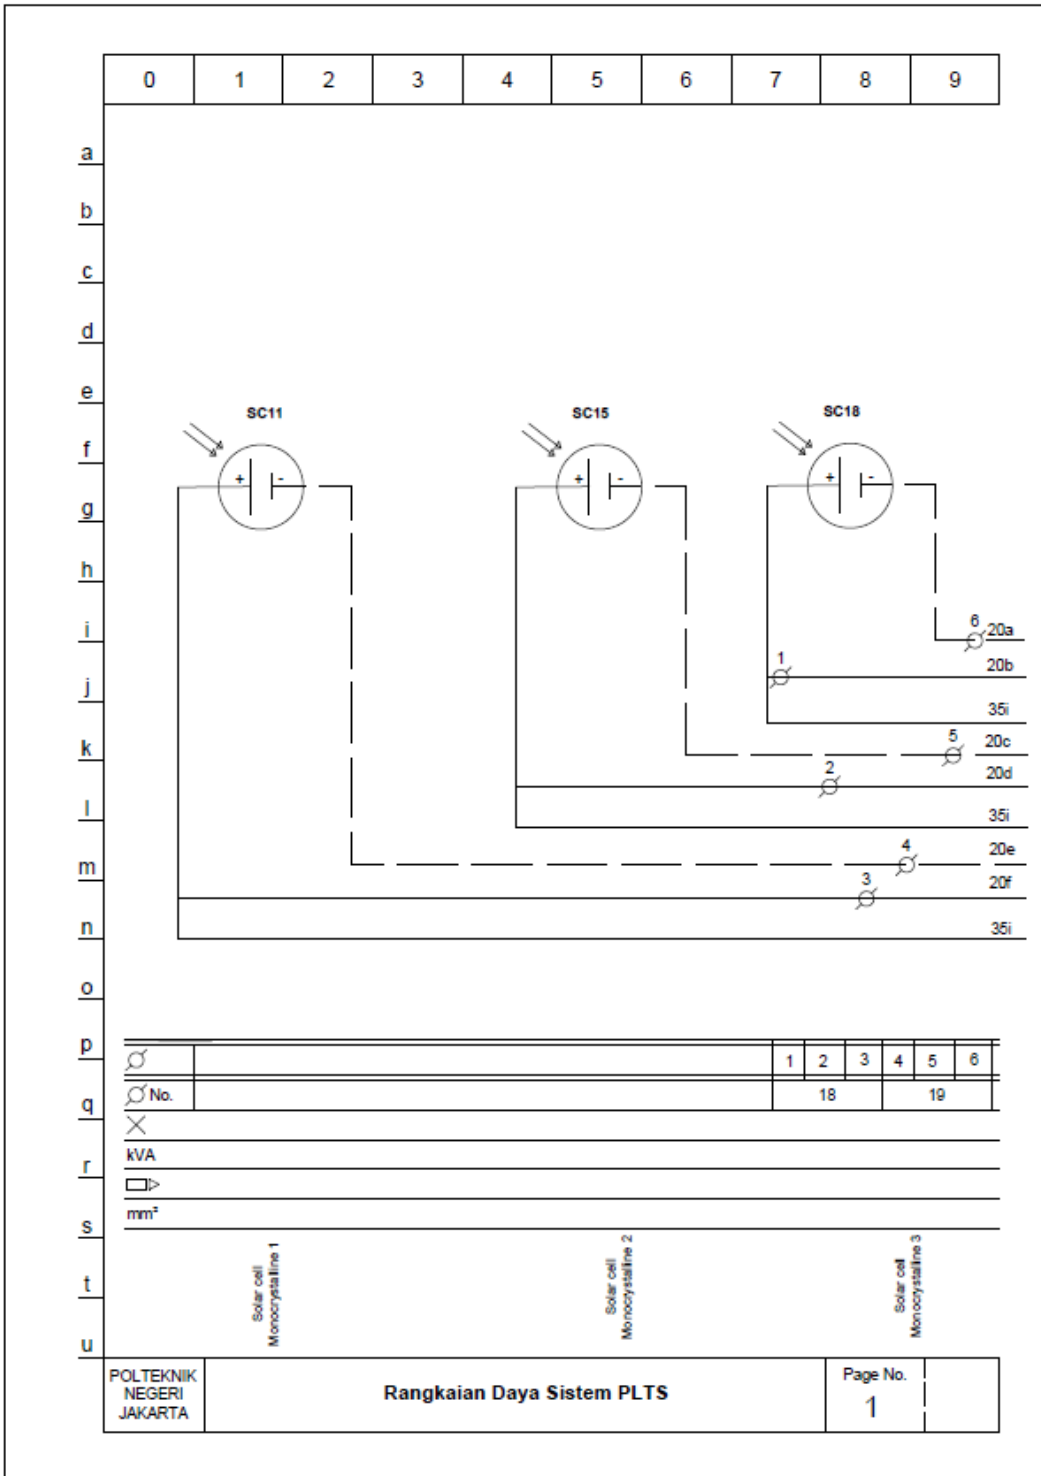 0 1 2 3 4 5 6 7 8 9
a
b
c
d
e
SC11 SC15 SC18
f
+ - + - + -
g
h
i
6 20a
1 20b
j
35i
k
5 20c
2 20d
l
35i
4 20e
m
3 20f
n
35i
o
p
1 2 3 4 5 6
q
No. 18 19
kVA
r
mm²
s
Solar cell
Monocrystalline 1
Solar cell
Monocrystalline 2
Solar cell
Monocrystalline 3
t
u
POLTEKNIK
NEGERI
JAKARTA
Rangkaian Daya Sistem PLTS
Page No.
1